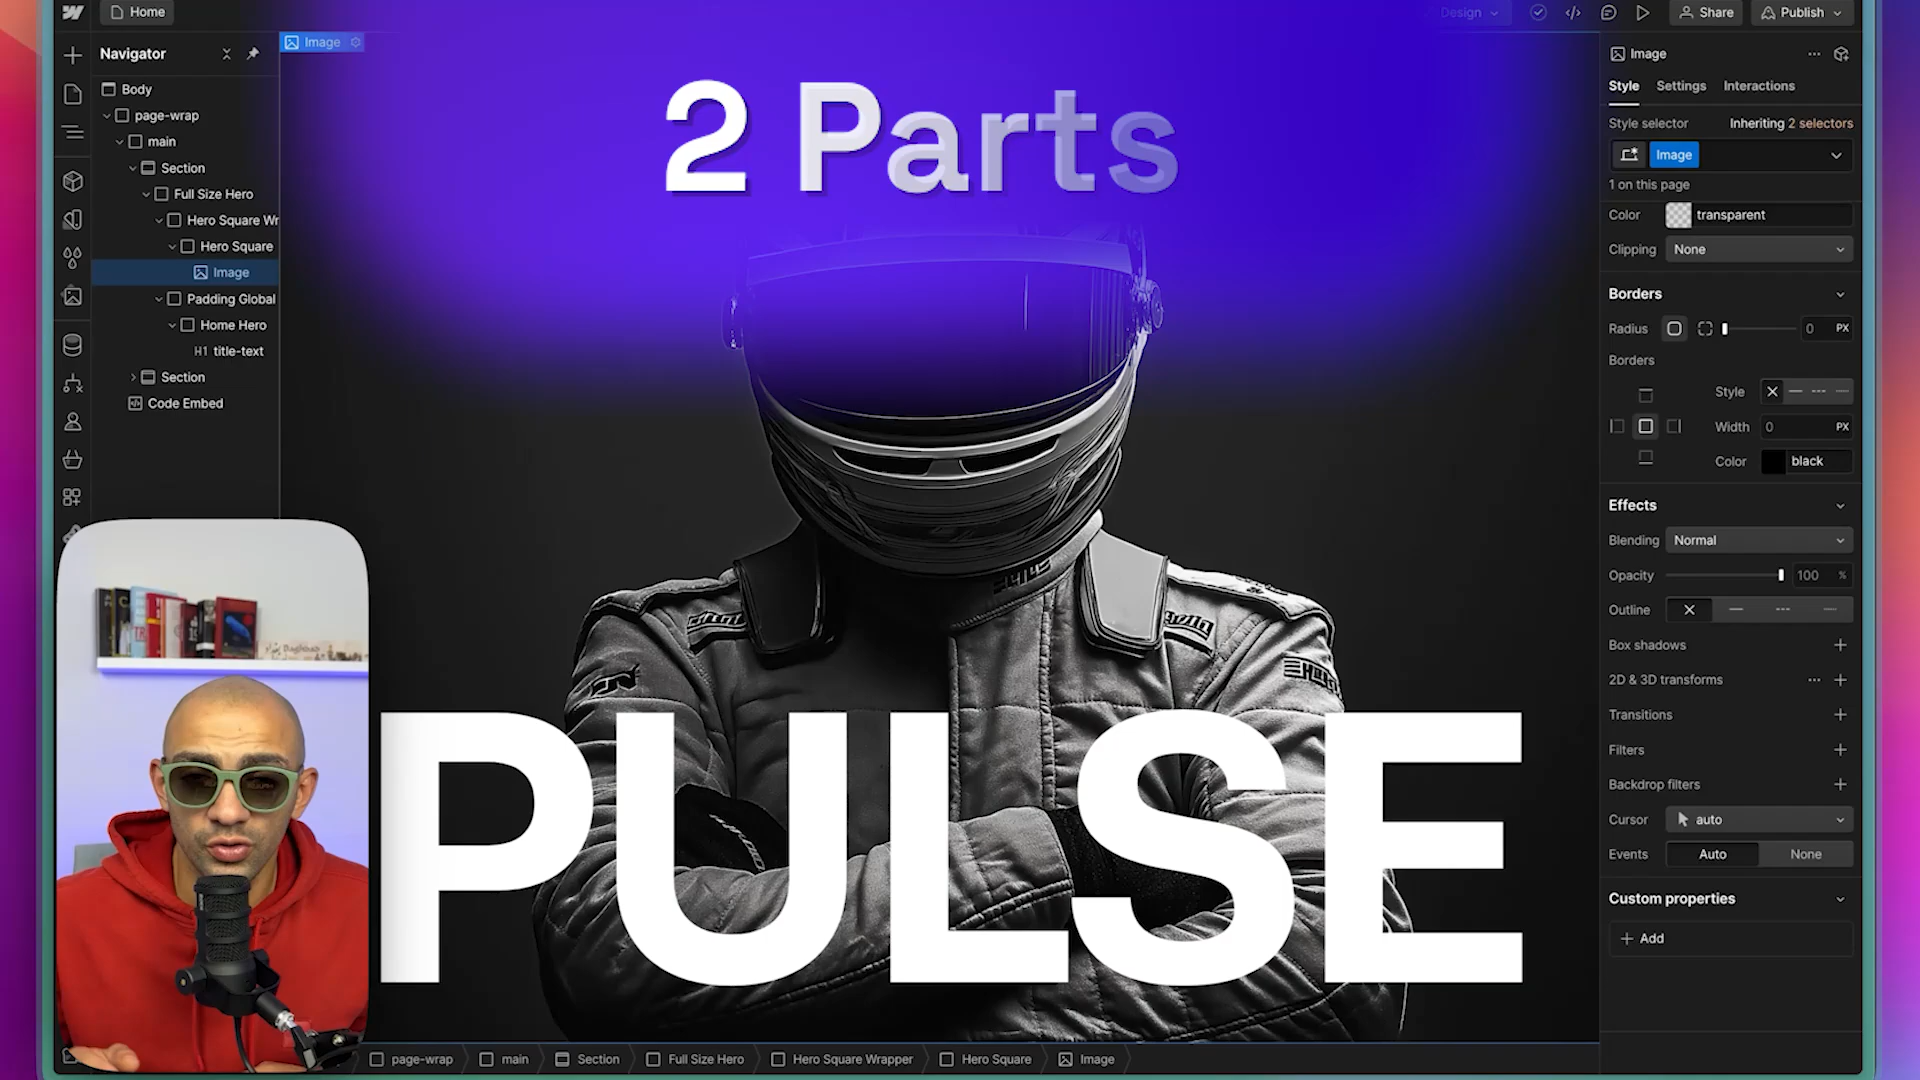 Home
Design
Share
Publish
Navigator
Image
Body
page-wrap
main
Section
Full Size Hero
Hero Square Wr
Hero Square
Image
Padding Global
Home Hero
H1 title-text
Section
Code Embed
2 Parts
PULSE
Image
Style Settings Interactions
Style selector Inheriting 2 selectors
Image
1 on this page
Color transparent
Clipping None
Borders
Radius 0 PX
Borders
Style
Width 0 PX
Color black
Effects
Blending Normal
Opacity 100 %
Outline
Box shadows
2D & 3D transforms
Transitions
Filters
Backdrop filters
Cursor auto
Events Auto None
Custom properties
Add
page-wrap main Section Full Size Hero Hero Square Wrapper Hero Square Image